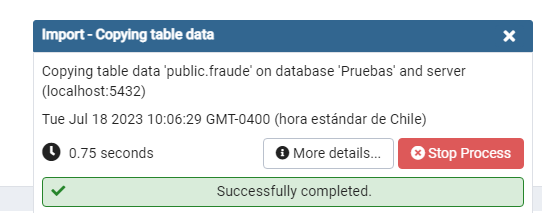 Import - Copying table data
Copying table data 'public.fraude' on database 'Pruebas' and server
(localhost:5432)
Tue Jul 18 2023 10:06:29 GMT-0400 (hora estándar de Chile)
0.75 seconds
More details...
Stop Process
Successfully completed.